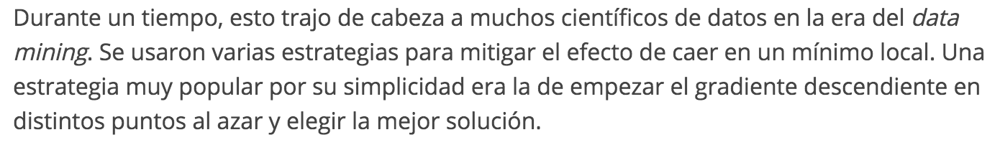 Durante un tiempo, esto trajo de cabeza a muchos científicos de datos en la era del data
mining. Se usaron varias estrategias para mitigar el efecto de caer en un mínimo local. Una
estrategia muy popular por su simplicidad era la de empezar el gradiente descendiente en
distintos puntos al azar y elegir la mejor solución.